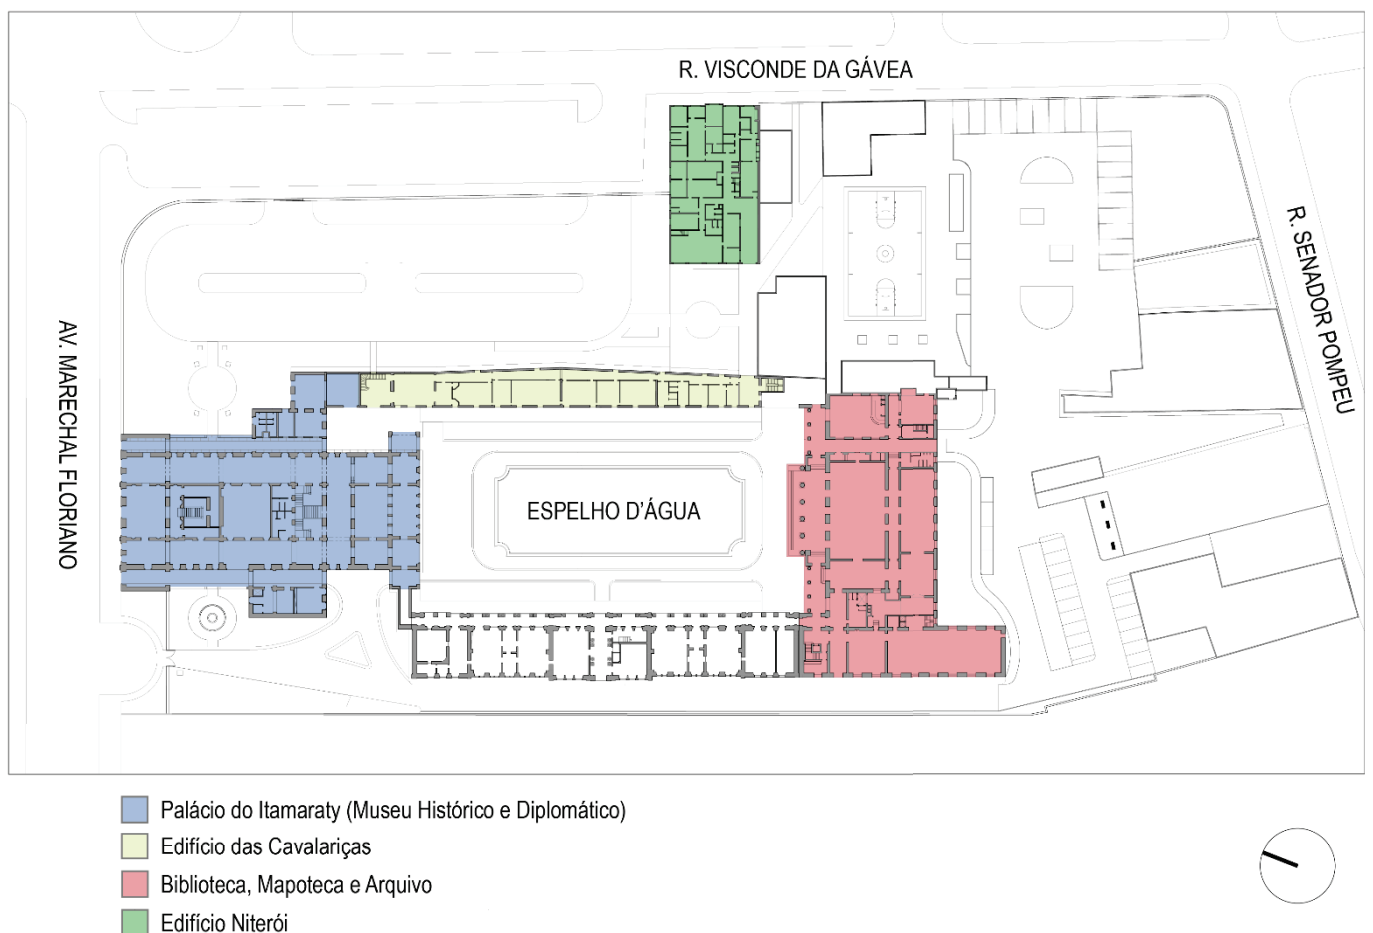 R. VISCONDE DA GÁVEA
R. SENADOR POMPEU
AV. MARECHAL FLORIANO
ESPELHO D'ÁGUA
Palácio do Itamaraty (Museu Histórico e Diplomático)
Edifício das Cavalariças
Biblioteca, Mapoteca e Arquivo
Edifício Niterói